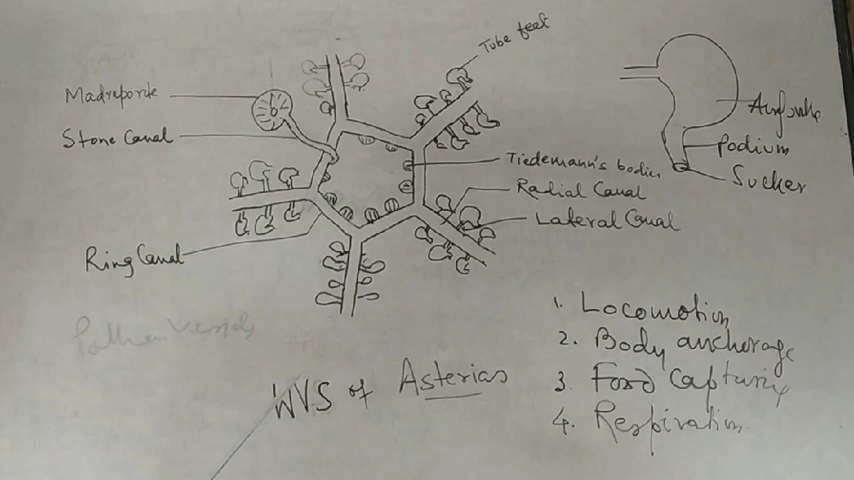 Tube feet
Madreporite
Stone Canal
Ampulla
Podium
Sucker
Tiedemann's bodies
Radial Canal
Lateral Canal
Ring Canal
WVS of Asterias
1. Locomotion
2. Body anchorage
3. Food Capturing
4. Respiration